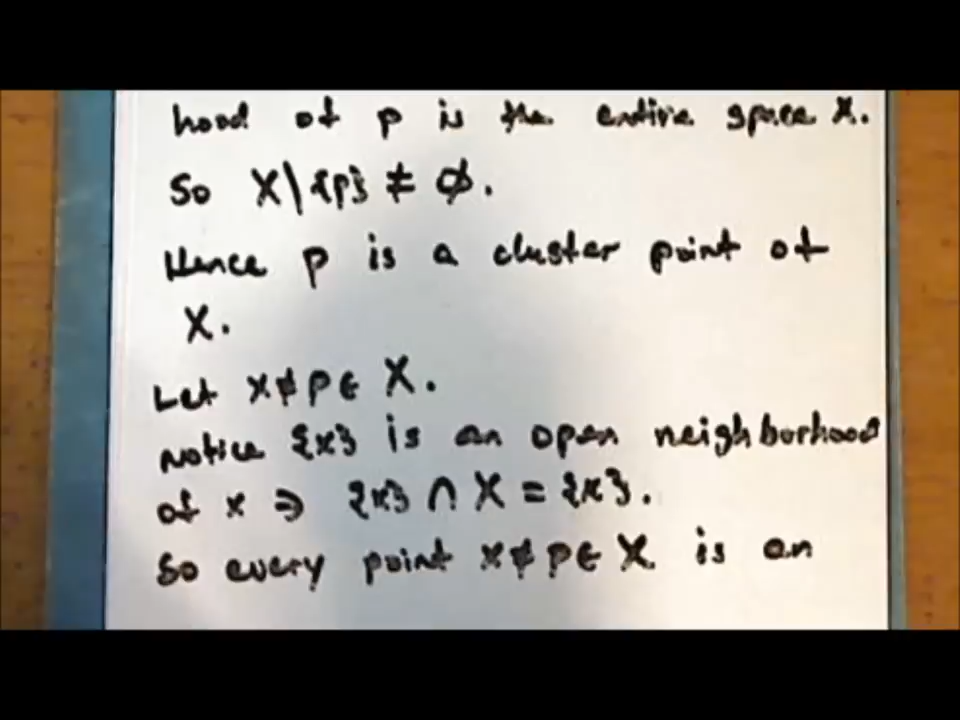 hood of p is the entire space X.
So X\{p} ≠ ∅.
Hence p is a cluster point of
X.
Let x≠p∈ X.
notice {x} is an open neighborhood
of x ⇒ {x} ∩ X = {x}.
So every point x≠p∈ X is an